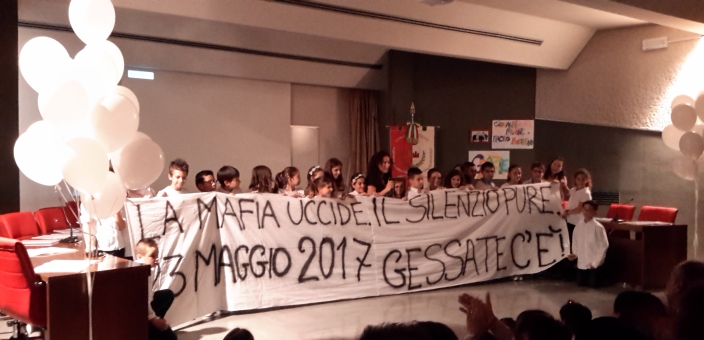 LA MAFIA UCCIDE, IL SILENZIO PURE.
23 MAGGIO 2017 GESSATE C'È!